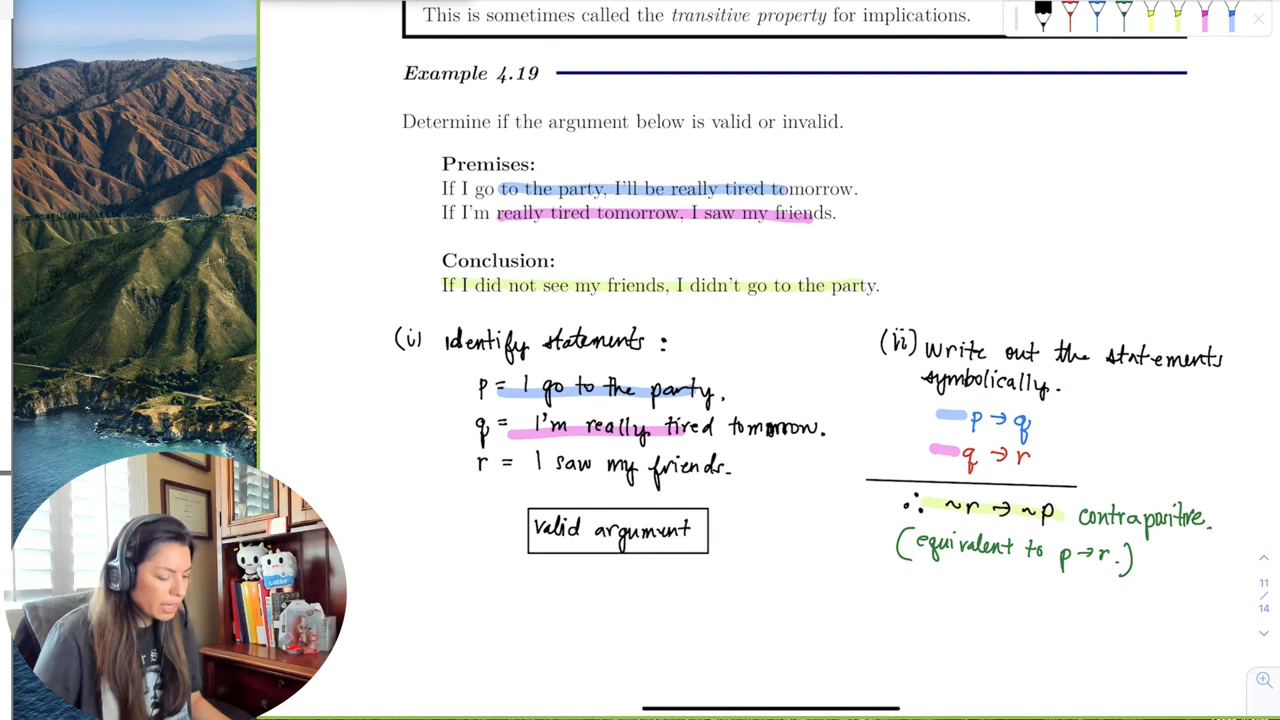 This is sometimes called the transitive property for implications.
Example 4.19
Determine if the argument below is valid or invalid.
Premises:
If I go to the party, I'll be really tired tomorrow.
If I'm really tired tomorrow, I saw my friends.
Conclusion:
If I did not see my friends, I didn't go to the party.
(i) Identify statements:
p = I go to the party.
q = I'm really tired tomorrow.
r = I saw my friends.
valid argument
(ii) Write out the statements
symbolically.
p → q
q → r
∴ ~r → ~p contrapositive.
(equivalent to p → r.)
11
/
14